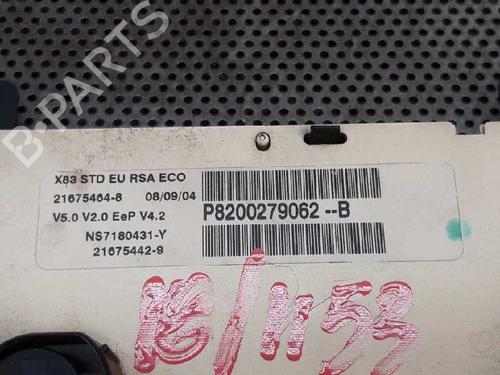 B-PARTS
X83 STD EU RSA ECO
21675464-8 08/09/04
V5.0 V2.0 EeP V4.2
NS7180431-Y
21675442-9
P8200279062--B